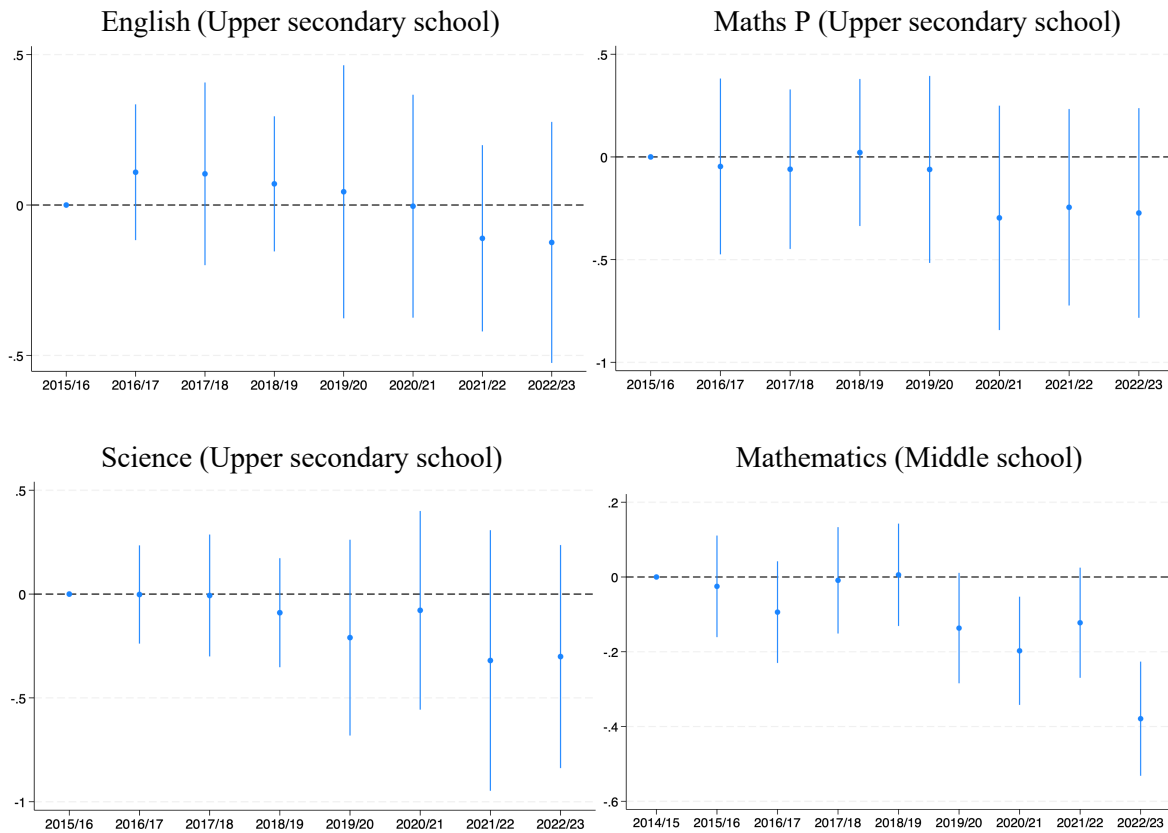 English (Upper secondary school)
.5
0
-.5
2015/16 2016/17 2017/18 2018/19 2019/20 2020/21 2021/22 2022/23
Maths P (Upper secondary school)
.5
0
-.5
-1
2015/16 2016/17 2017/18 2018/19 2019/20 2020/21 2021/22 2022/23
Science (Upper secondary school)
.5
0
-.5
-1
2015/16 2016/17 2017/18 2018/19 2019/20 2020/21 2021/22 2022/23
Mathematics (Middle school)
.2
0
-.2
-.4
-.6
2014/15 2015/16 2016/17 2017/18 2018/19 2019/20 2020/21 2021/22 2022/23